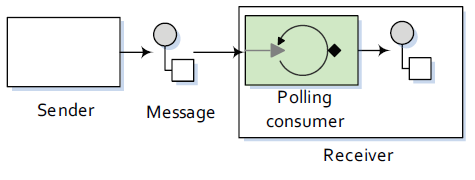 Sender
Message
Polling
consumer
Receiver